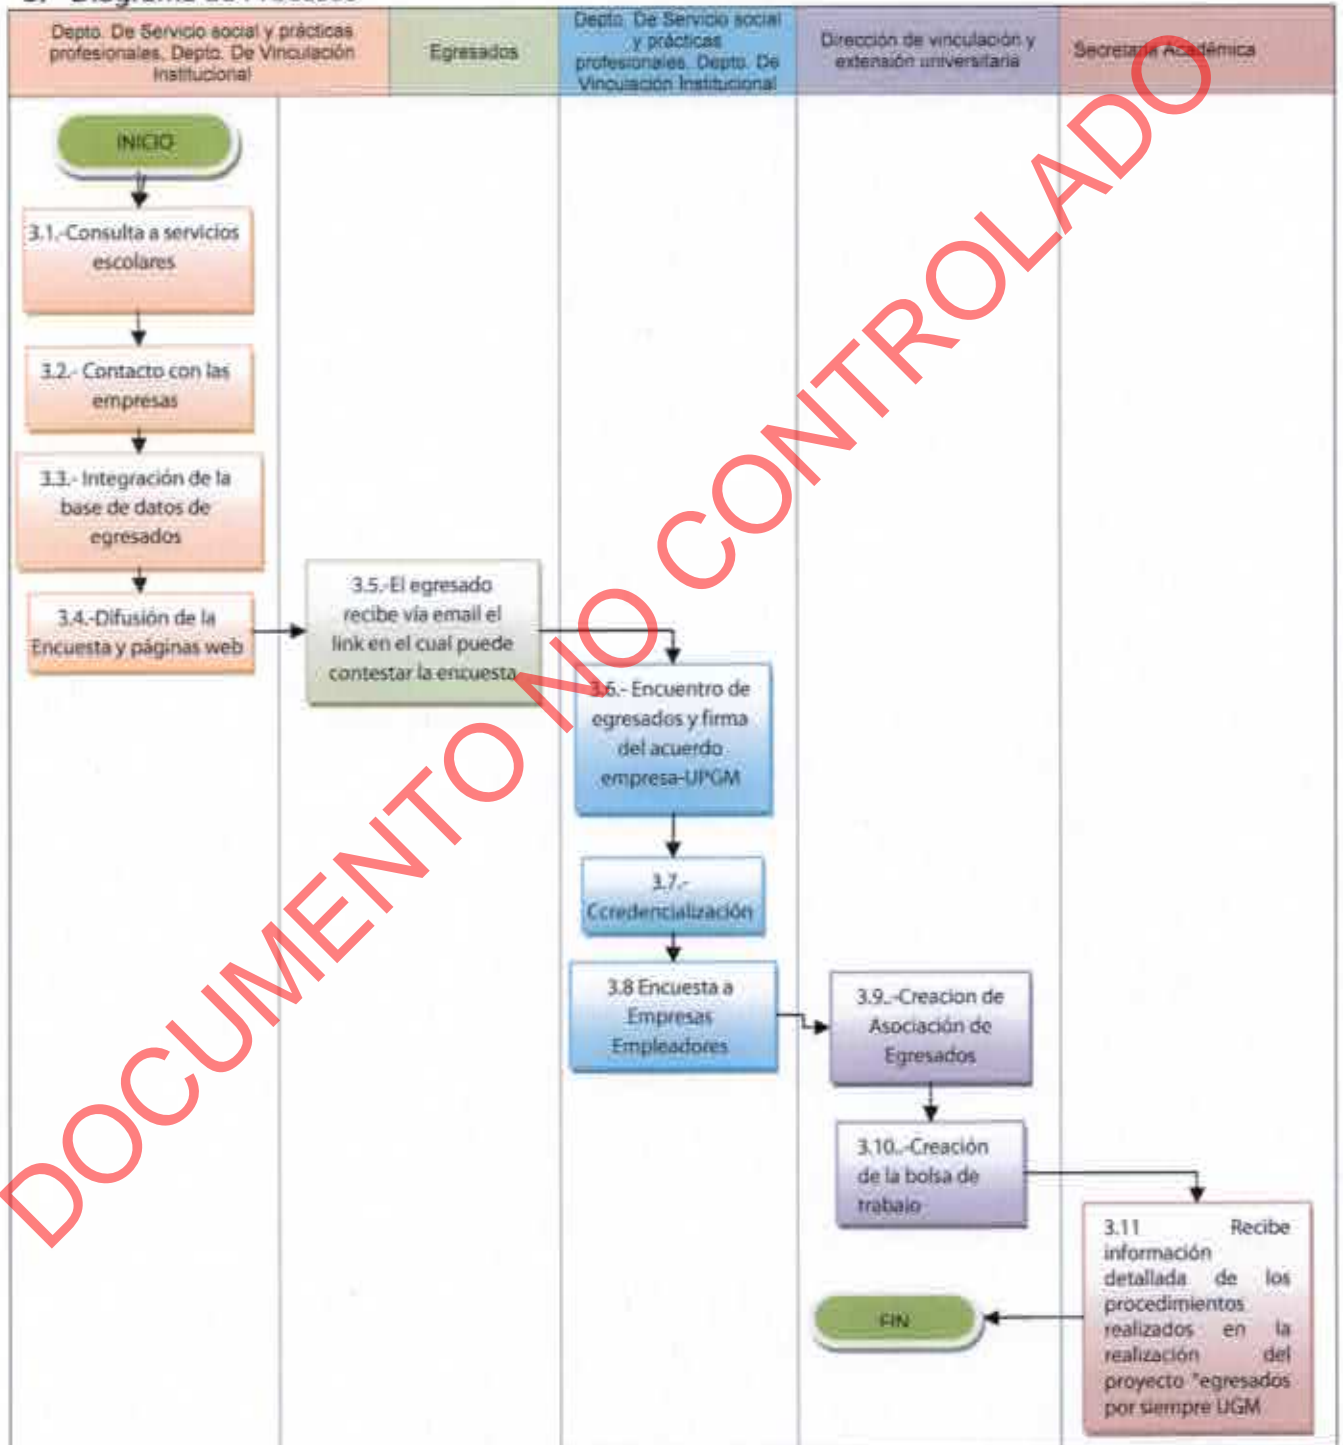 Depto. De Servicio social y prácticas
profesionales, Depto. De Vinculación
Institucional
Egresados
Depto. De Servicio social
y prácticas
profesionales, Depto. De
Vinculación Institucional
Dirección de vinculación y
extensión universitaria
Secretaria Académica
INICIO
3.1.-Consulta a servicios
escolares
3.2.- Contacto con las
empresas
3.3.- Integración de la
base de datos de
egresados
3.4.-Difusión de la
Encuesta y páginas web
3.5.-El egresado
recibe vía email el
link en el cual puede
contestar la encuesta
3.6.- Encuentro de
egresados y firma
del acuerdo
empresa-UPGM
3.7.-
Ccredencialización
3.8 Encuesta a
Empresas
Empleadores
3.9..-Creacion de
Asociación de
Egresados
3.10..-Creación
de la bolsa de
trabajo
3.11 Recibe
información
detallada de los
procedimientos
realizados en la
realización del
proyecto "egresados
por siempre UGM
FIN
DOCUMENTO NO CONTROLADO